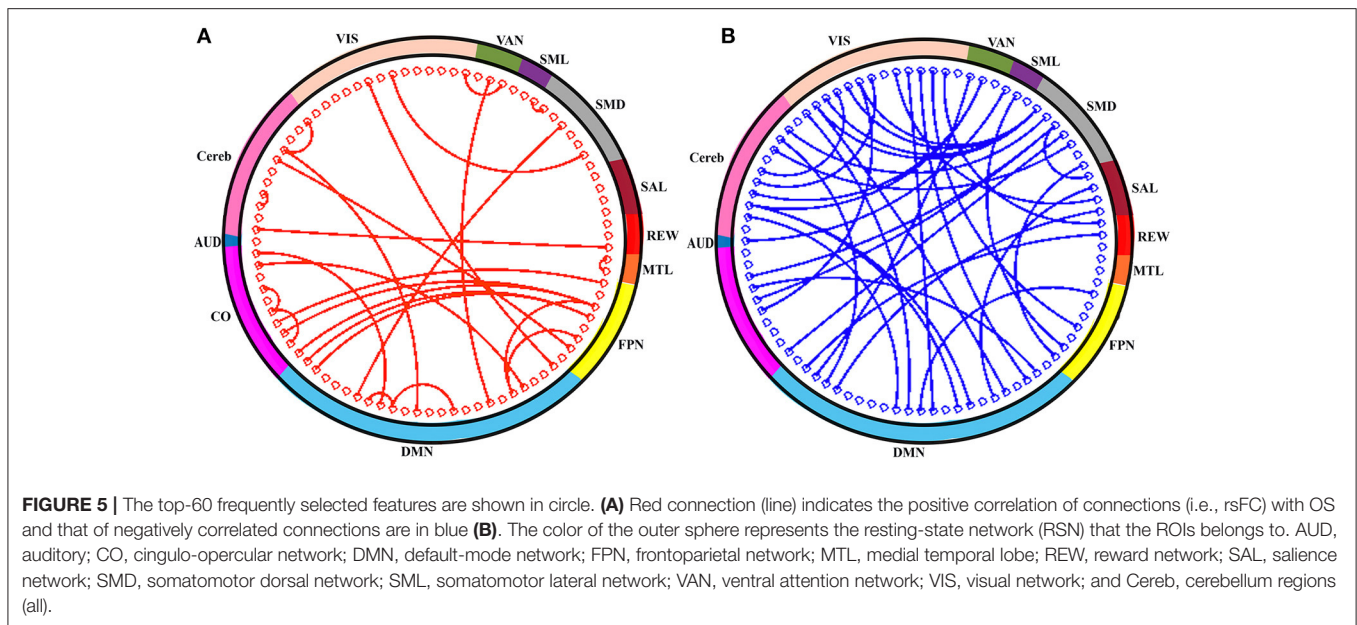 A
VIS
VAN
SML
SMD
SAL
REW
MTL
FPN
DMN
CO
AUD
Cereb
B
VIS
VAN
SML
SMD
SAL
REW
MTL
FPN
DMN
CO
AUD
Cereb
FIGURE 5 | The top-60 frequently selected features are shown in circle. (A) Red connection (line) indicates the positive correlation of connections (i.e., rsFC) with OS
and that of negatively correlated connections are in blue (B). The color of the outer sphere represents the resting-state network (RSN) that the ROIs belongs to. AUD,
auditory; CO, cingulo-opercular network; DMN, default-mode network; FPN, frontoparietal network; MTL, medial temporal lobe; REW, reward network; SAL, salience
network; SMD, somatomotor dorsal network; SML, somatomotor lateral network; VAN, ventral attention network; VIS, visual network; and Cereb, cerebellum regions
(all).